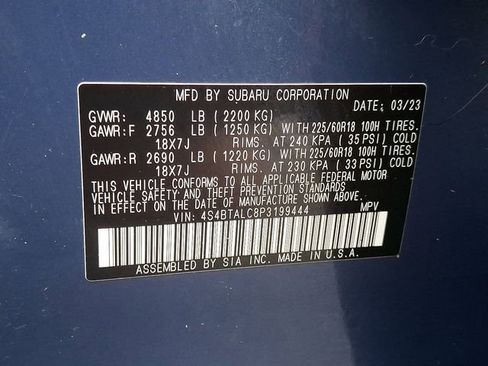 MFD BY SUBARU CORPORATION
DATE: 03/23
GVWR: 4850 LB (2200 KG)
GAWR:F 2756 LB (1250 KG) WITH 225/60R18 100H TIRES.
18X7J RIMS. AT 240 KPA (35 PSI) COLD
GAWR:R 2690 LB (1220 KG) WITH 225/60R18 100H TIRES.
18X7J RIMS. AT 230 KPA (33 PSI) COLD
THIS VEHICLE CONFORMS TO ALL APPLICABLE FEDERAL MOTOR
VEHICLE SAFETY AND THEFT PREVENTION STANDARDS
IN EFFECT ON THE DATE OF MANUFACTURE SHOWN ABOVE.
VIN: 4S4BTALC8P3199444 MPV
ASSEMBLED BY SIA INC. MADE IN U.S.A.